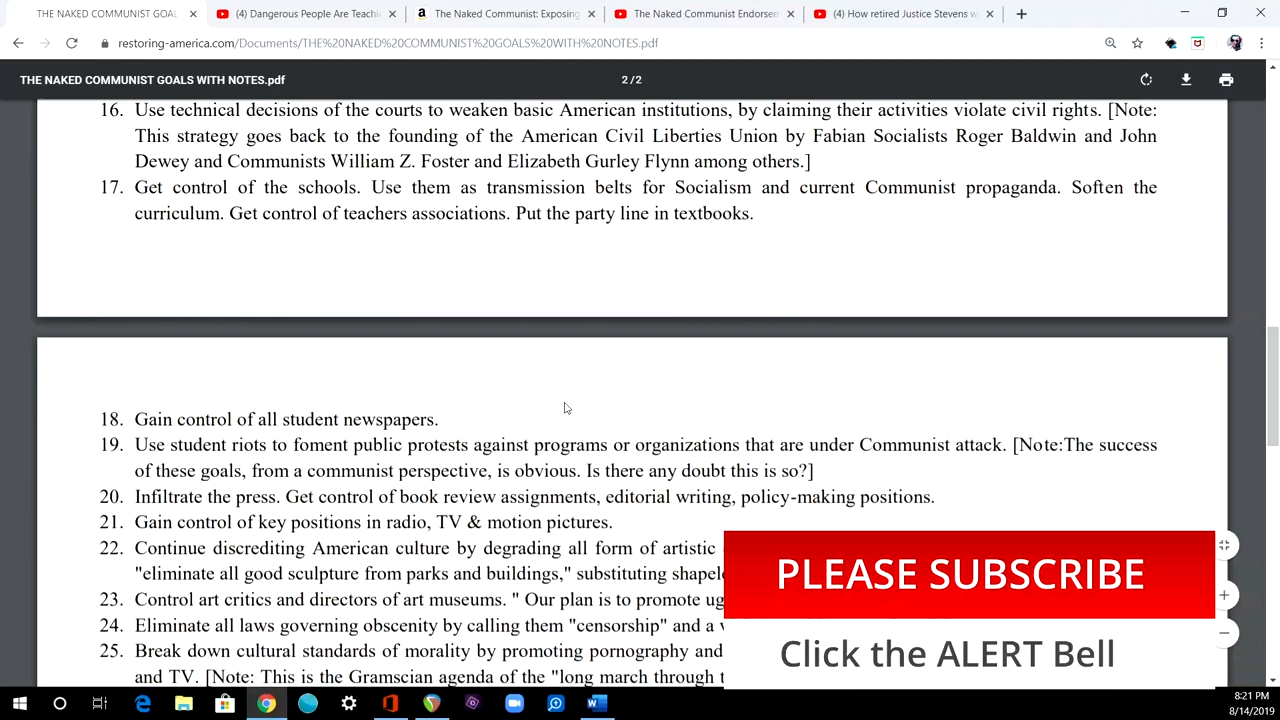 THE NAKED COMMUNIST GOAL
(4) Dangerous People Are Teachi
The Naked Communist: Exposing
The Naked Communist Endorsem
(4) How retired Justice Stevens w
restoring-america.com/Documents/THE%20NAKED%20COMMUNIST%20GOALS%20WITH%20NOTES.pdf
THE NAKED COMMUNIST GOALS WITH NOTES.pdf
2 / 2
16. Use technical decisions of the courts to weaken basic American institutions, by claiming their activities violate civil rights. [Note:
This strategy goes back to the founding of the American Civil Liberties Union by Fabian Socialists Roger Baldwin and John
Dewey and Communists William Z. Foster and Elizabeth Gurley Flynn among others.]
17. Get control of the schools. Use them as transmission belts for Socialism and current Communist propaganda. Soften the
curriculum. Get control of teachers associations. Put the party line in textbooks.
18. Gain control of all student newspapers.
19. Use student riots to foment public protests against programs or organizations that are under Communist attack. [Note:The success
of these goals, from a communist perspective, is obvious. Is there any doubt this is so?]
20. Infiltrate the press. Get control of book review assignments, editorial writing, policy-making positions.
21. Gain control of key positions in radio, TV & motion pictures.
22. Continue discrediting American culture by degrading all form of artistic
"eliminate all good sculpture from parks and buildings," substituting shapele
23. Control art critics and directors of art museums. " Our plan is to promote ug
24. Eliminate all laws governing obscenity by calling them "censorship" and a v
25. Break down cultural standards of morality by promoting pornography and
and TV. [Note: This is the Gramscian agenda of the "long march through t
PLEASE SUBSCRIBE
Click the ALERT Bell
8:21 PM
8/14/2019